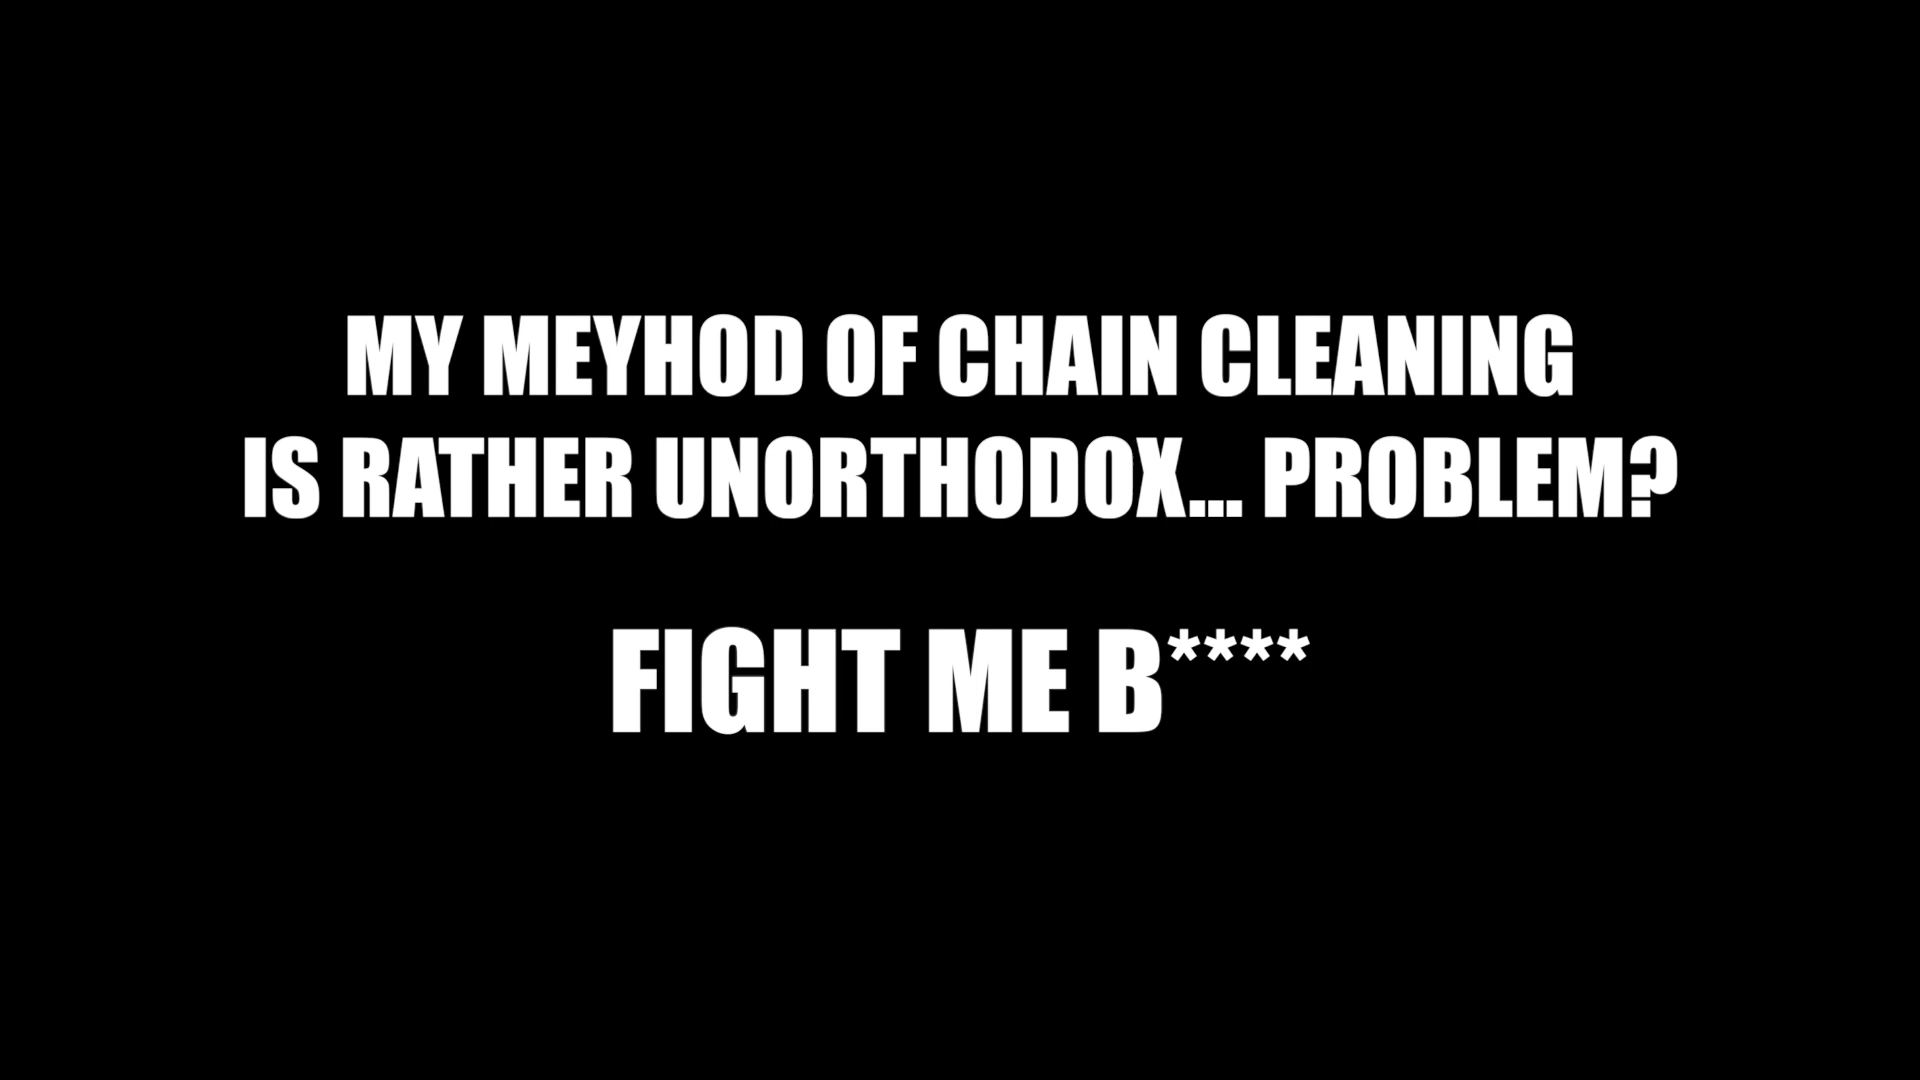 MY MEYHOD OF CHAIN CLEANING
IS RATHER UNORTHODOX... PROBLEM?
FIGHT ME B****